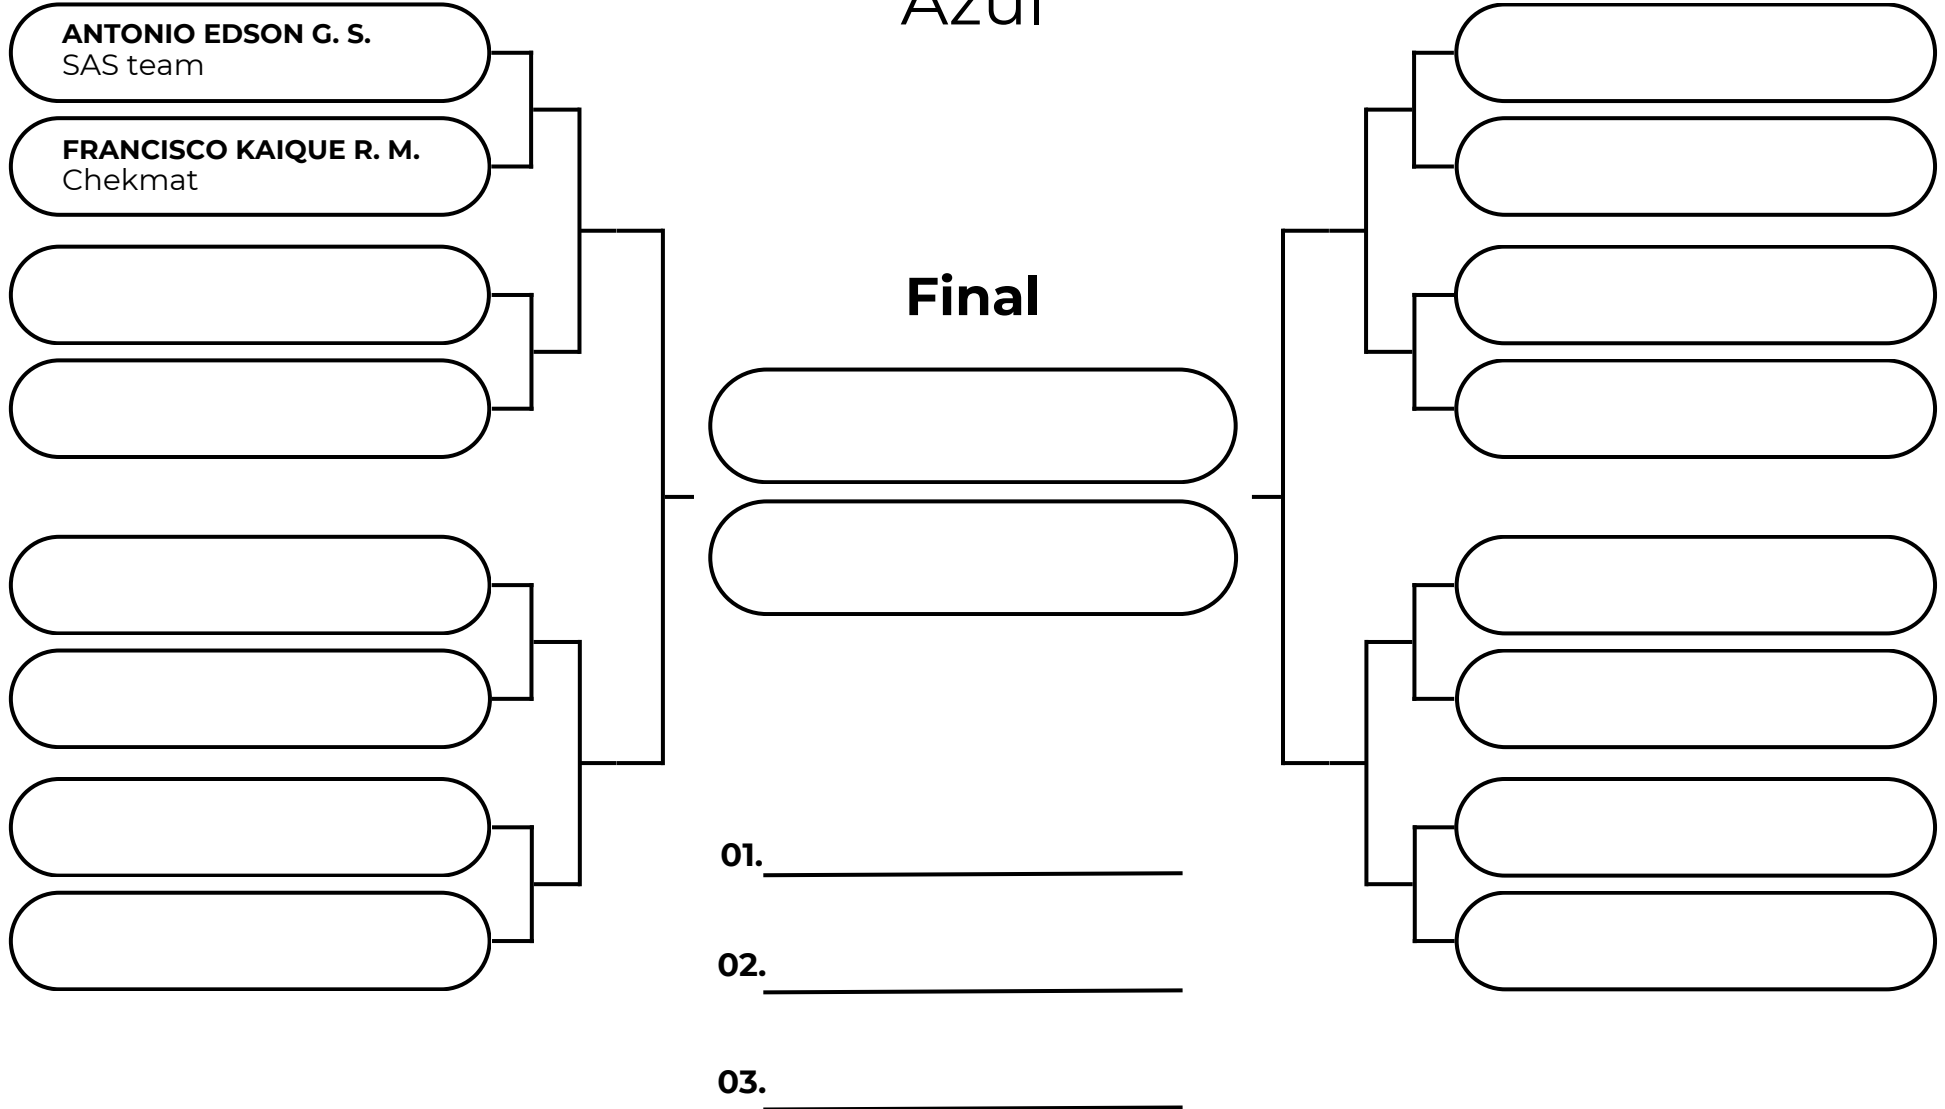 Azul
ANTONIO EDSON G. S.
SAS team
FRANCISCO KAIQUE R. M.
Chekmat
Final
01.
02.
03.